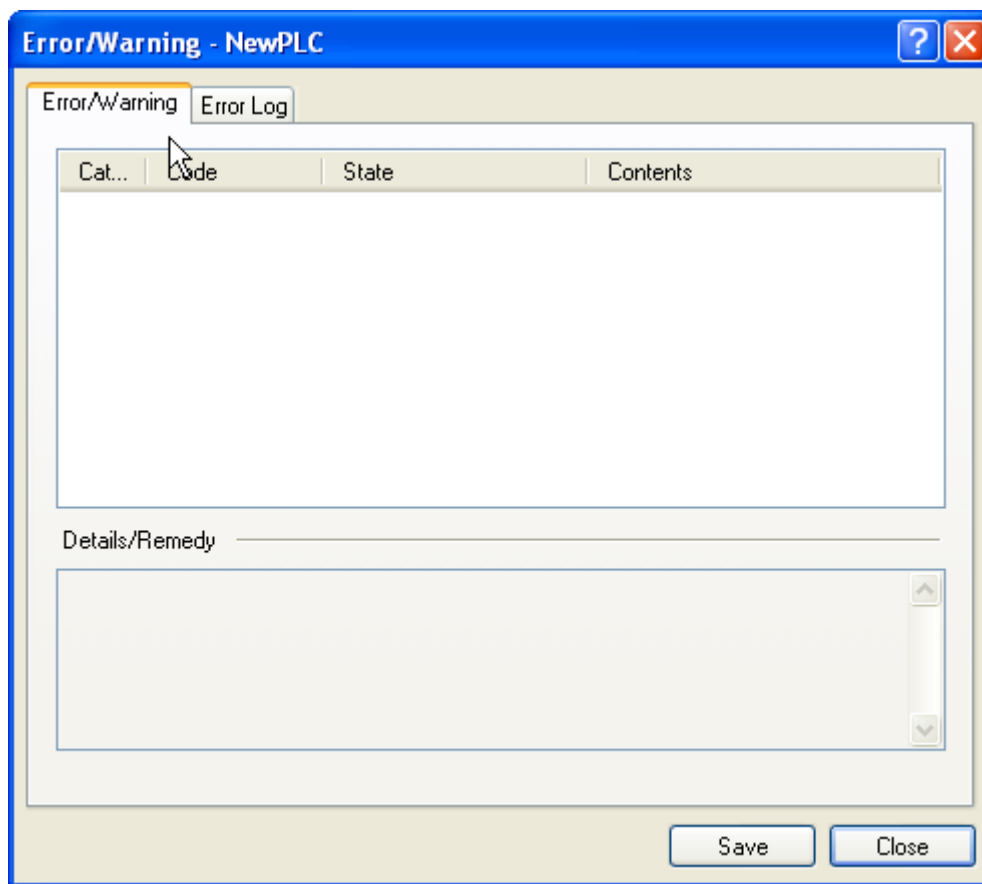 Error/Warning - NewPLC
Error/Warning Error Log
Cat... Code State Contents
Details/Remedy
Save Close